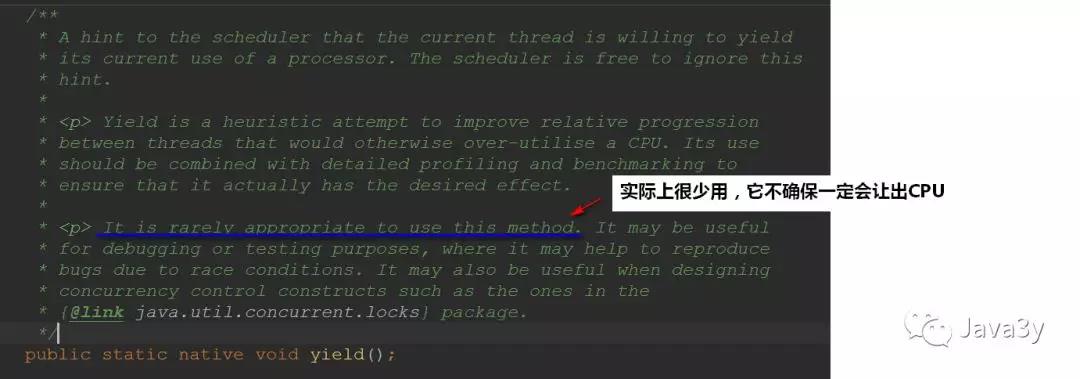 /**
* A hint to the scheduler that the current thread is willing to yield
* its current use of a processor. The scheduler is free to ignore this
* hint.
*
* <p> Yield is a heuristic attempt to improve relative progression
* between threads that would otherwise over-utilise a CPU. Its use
* should be combined with detailed profiling and benchmarking to
* ensure that it actually has the desired effect.
实际上很少用，它不确保一定会让出CPU
*
* <p> It is rarely appropriate to use this method. It may be useful
* for debugging or testing purposes, where it may help to reproduce
* bugs due to race conditions. It may also be useful when designing
* concurrency control constructs such as the ones in the
* {@link java.util.concurrent.locks} package.
*/
public static native void yield();
Java3y